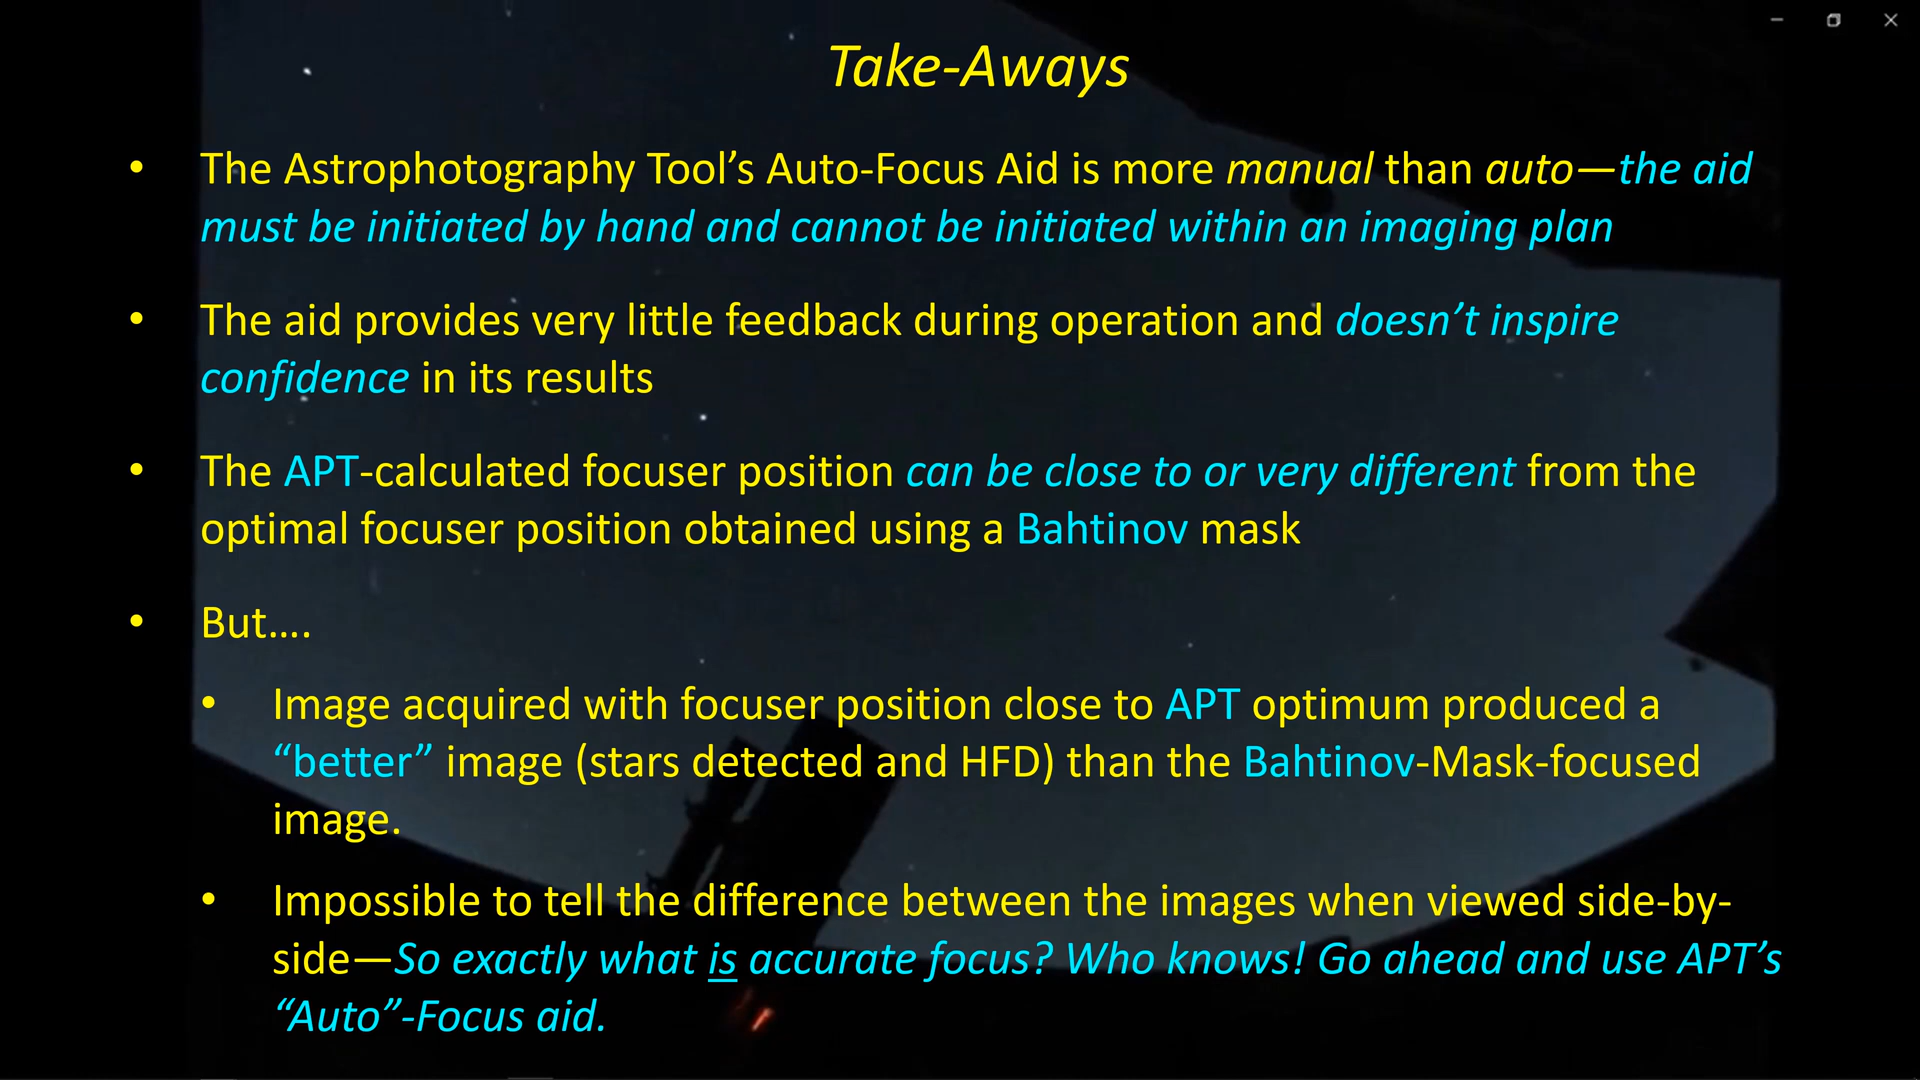 Take-Aways
• The Astrophotography Tool’s Auto-Focus Aid is more manual than auto—the aid
must be initiated by hand and cannot be initiated within an imaging plan
• The aid provides very little feedback during operation and doesn’t inspire
confidence in its results
• The APT-calculated focuser position can be close to or very different from the
optimal focuser position obtained using a Bahtinov mask
• But….
• Image acquired with focuser position close to APT optimum produced a
“better” image (stars detected and HFD) than the Bahtinov-Mask-focused
image.
• Impossible to tell the difference between the images when viewed side-by-
side—So exactly what is accurate focus? Who knows! Go ahead and use APT’s
“Auto”-Focus aid.